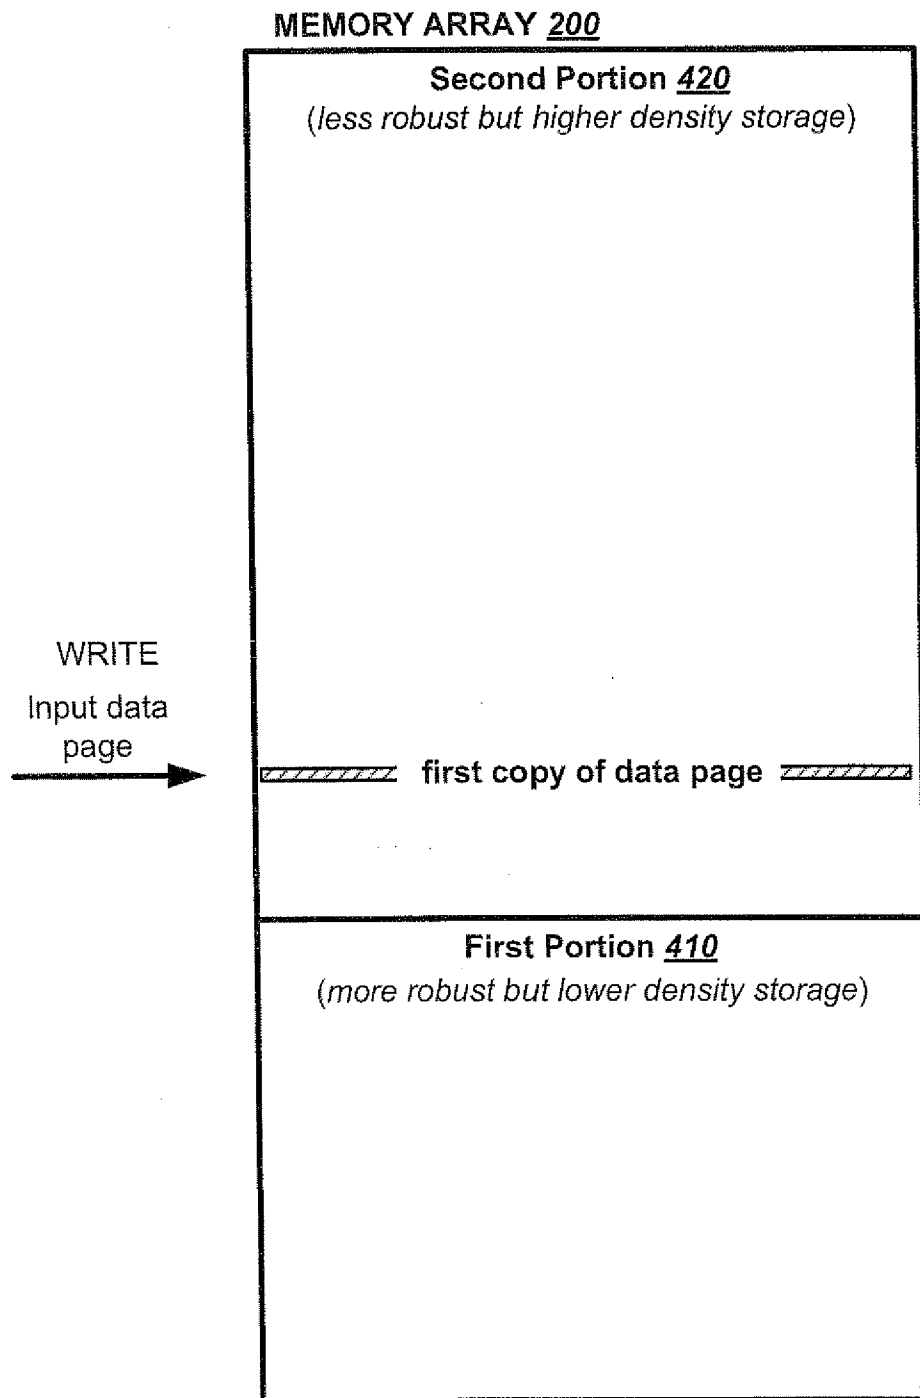 MEMORY ARRAY 200
Second Portion 420
(less robust but higher density storage)
WRITE
Input data
page
first copy of data page
First Portion 410
(more robust but lower density storage)